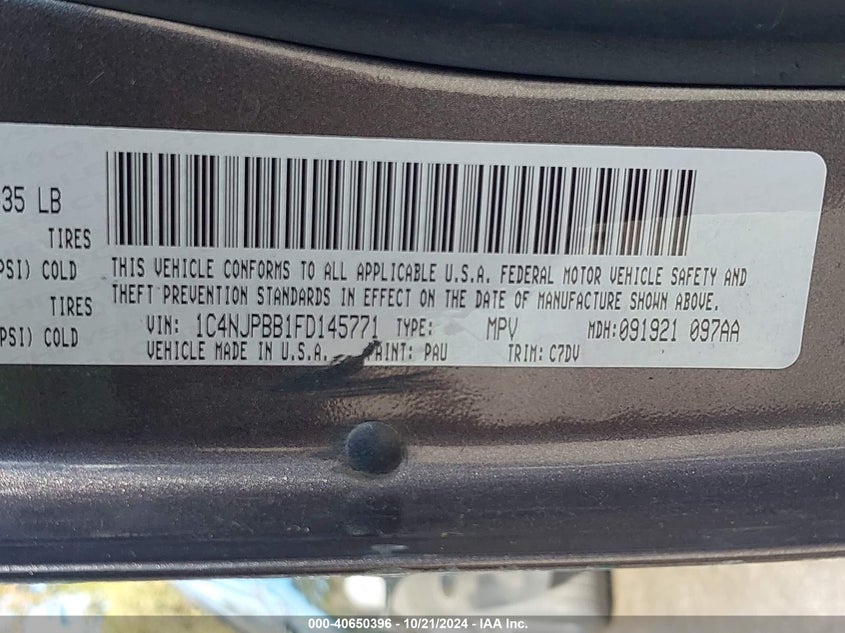 35 LB
TIRES
PSI) COLD
TIRES
PSI) COLD
THIS VEHICLE CONFORMS TO ALL APPLICABLE U.S.A. FEDERAL MOTOR VEHICLE SAFETY AND
THEFT PREVENTION STANDARDS IN EFFECT ON THE DATE OF MANUFACTURE SHOWN ABOVE.
VIN: 1C4NJPBB1FD145771 TYPE: MPV MDH:091921 097AA
VEHICLE MADE IN U.S.A. PAINT: PAU TRIM: C7DV
000-40650396 - 10/21/2024 - IAA Inc.